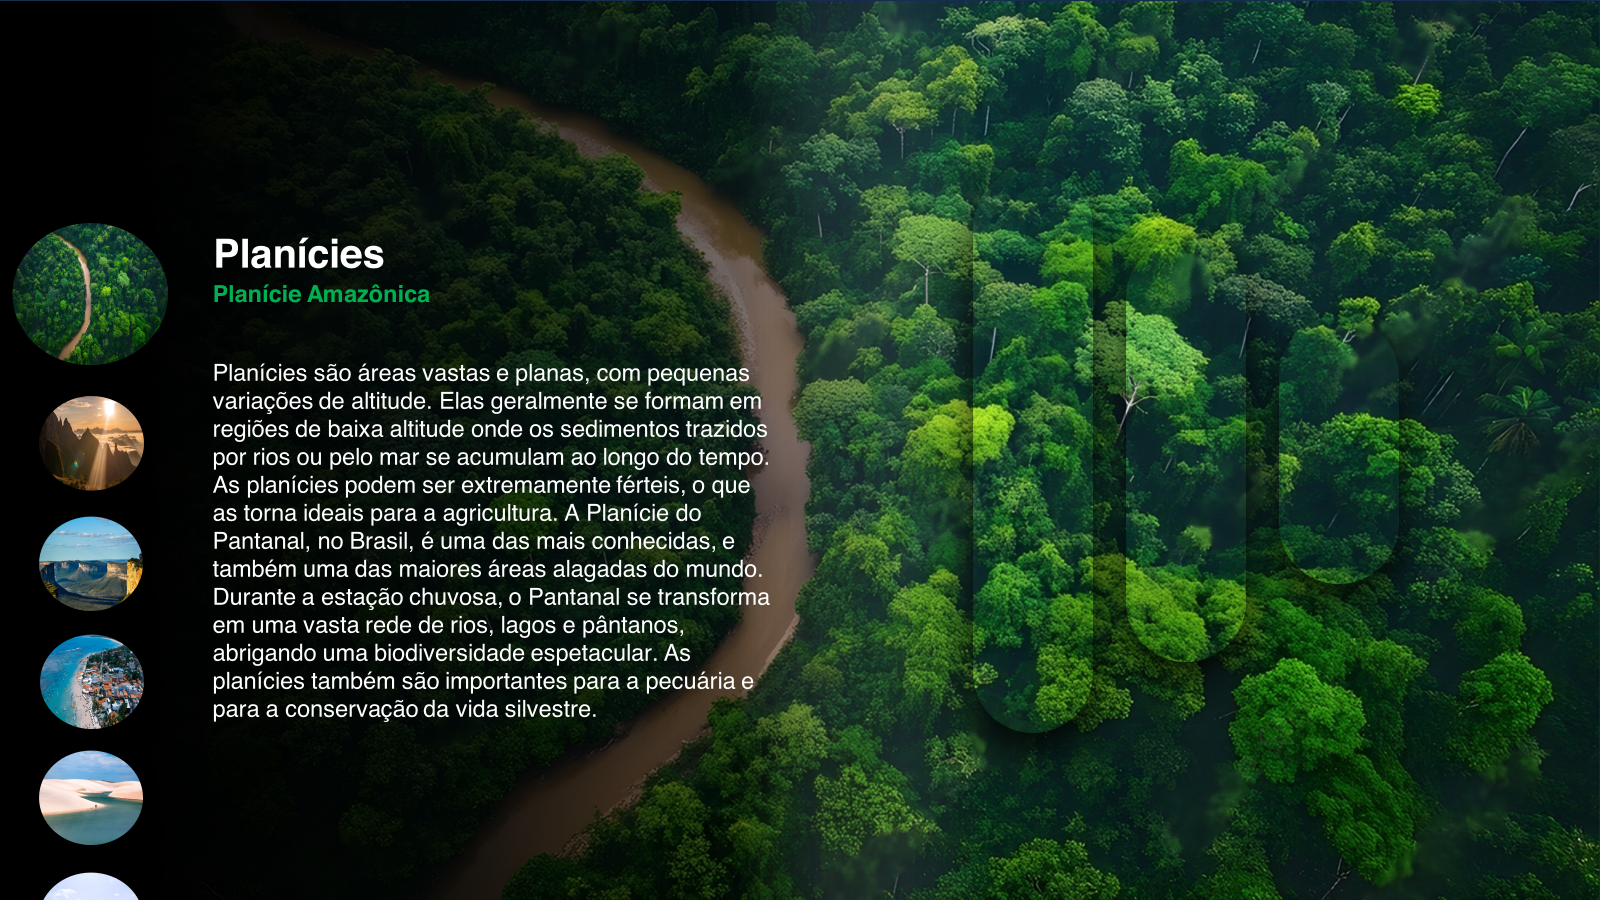 Planícies
Planície Amazônica
Planícies são áreas vastas e planas, com pequenas
variações de altitude. Elas geralmente se formam em
regiões de baixa altitude onde os sedimentos trazidos
por rios ou pelo mar se acumulam ao longo do tempo.
As planícies podem ser extremamente férteis, o que
as torna ideais para a agricultura. A Planície do
Pantanal, no Brasil, é uma das mais conhecidas, e
também uma das maiores áreas alagadas do mundo.
Durante a estação chuvosa, o Pantanal se transforma
em uma vasta rede de rios, lagos e pântanos,
abrigando uma biodiversidade espetacular. As
planícies também são importantes para a pecuária e
para a conservação da vida silvestre.